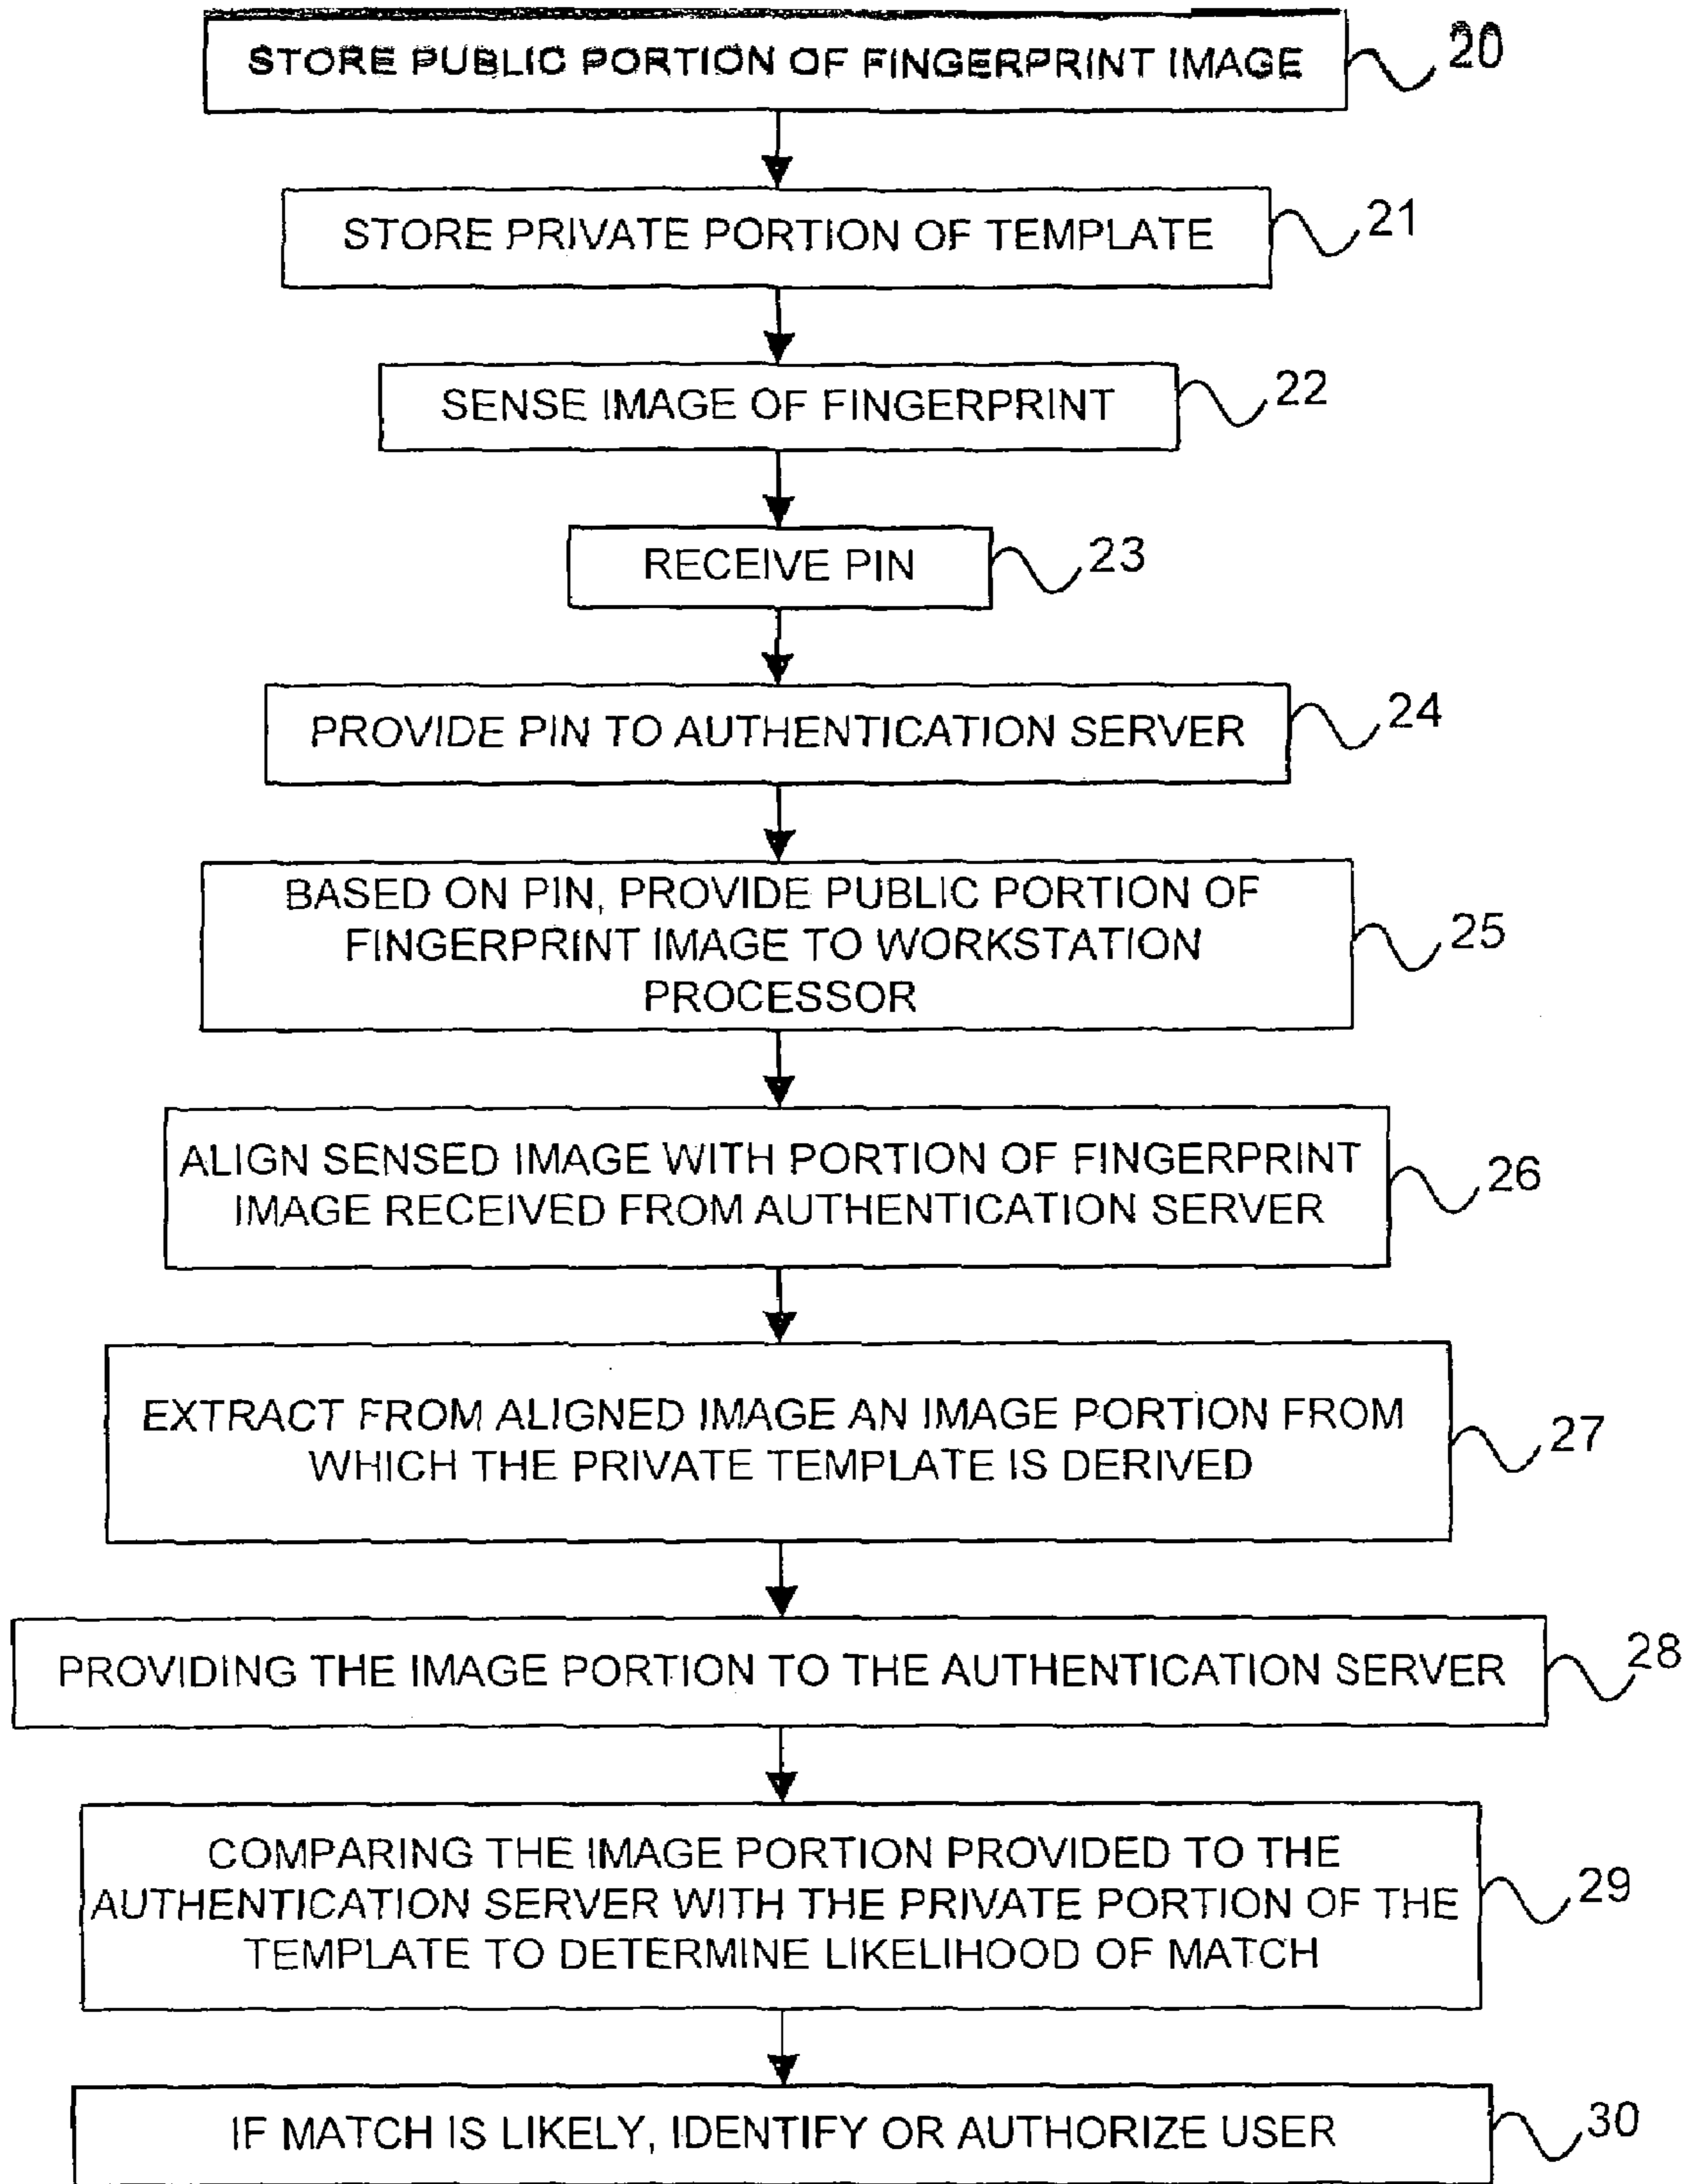 STORE PUBLIC PORTION OF FINGERPRINT IMAGE
20
STORE PRIVATE PORTION OF TEMPLATE
21
SENSE IMAGE OF FINGERPRINT
22
RECEIVE PIN
23
PROVIDE PIN TO AUTHENTICATION SERVER
24
BASED ON PIN, PROVIDE PUBLIC PORTION OF
FINGERPRINT IMAGE TO WORKSTATION
PROCESSOR
25
ALIGN SENSED IMAGE WITH PORTION OF FINGERPRINT
IMAGE RECEIVED FROM AUTHENTICATION SERVER
26
EXTRACT FROM ALIGNED IMAGE AN IMAGE PORTION FROM
WHICH THE PRIVATE TEMPLATE IS DERIVED
27
PROVIDING THE IMAGE PORTION TO THE AUTHENTICATION SERVER
28
COMPARING THE IMAGE PORTION PROVIDED TO THE
AUTHENTICATION SERVER WITH THE PRIVATE PORTION OF THE
TEMPLATE TO DETERMINE LIKELIHOOD OF MATCH
29
IF MATCH IS LIKELY, IDENTIFY OR AUTHORIZE USER
30